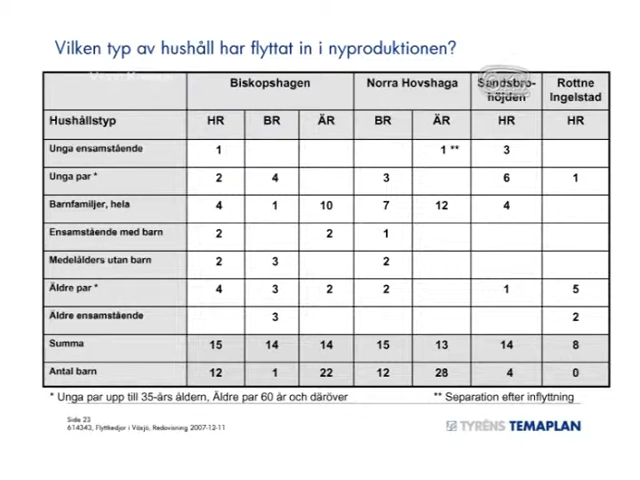 Vilken typ av hushåll har flyttat in i nyproduktionen?
Biskopshagen Norra Hovshaga Sandsbro- Rottne
höjden Ingelstad
Hushållstyp HR BR ÄR BR ÄR HR HR
Unga ensamstående 1 1 ** 3
Unga par * 2 4 3 6 1
Barnfamiljer, hela 4 1 10 7 12 4
Ensamstående med barn 2 2 1
Medelålders utan barn 2 3 2
Äldre par * 4 3 2 2 1 5
Äldre ensamstående 3 2
Summa 15 14 14 15 13 14 8
Antal barn 12 1 22 12 28 4 0
* Unga par upp till 35-års åldern, Äldre par 60 år och däröver ** Separation efter inflyttning
Side 23
614343, Flyttkedjor i Växjö, Redovisning 2007-12-11
TYRÉNS TEMAPLAN